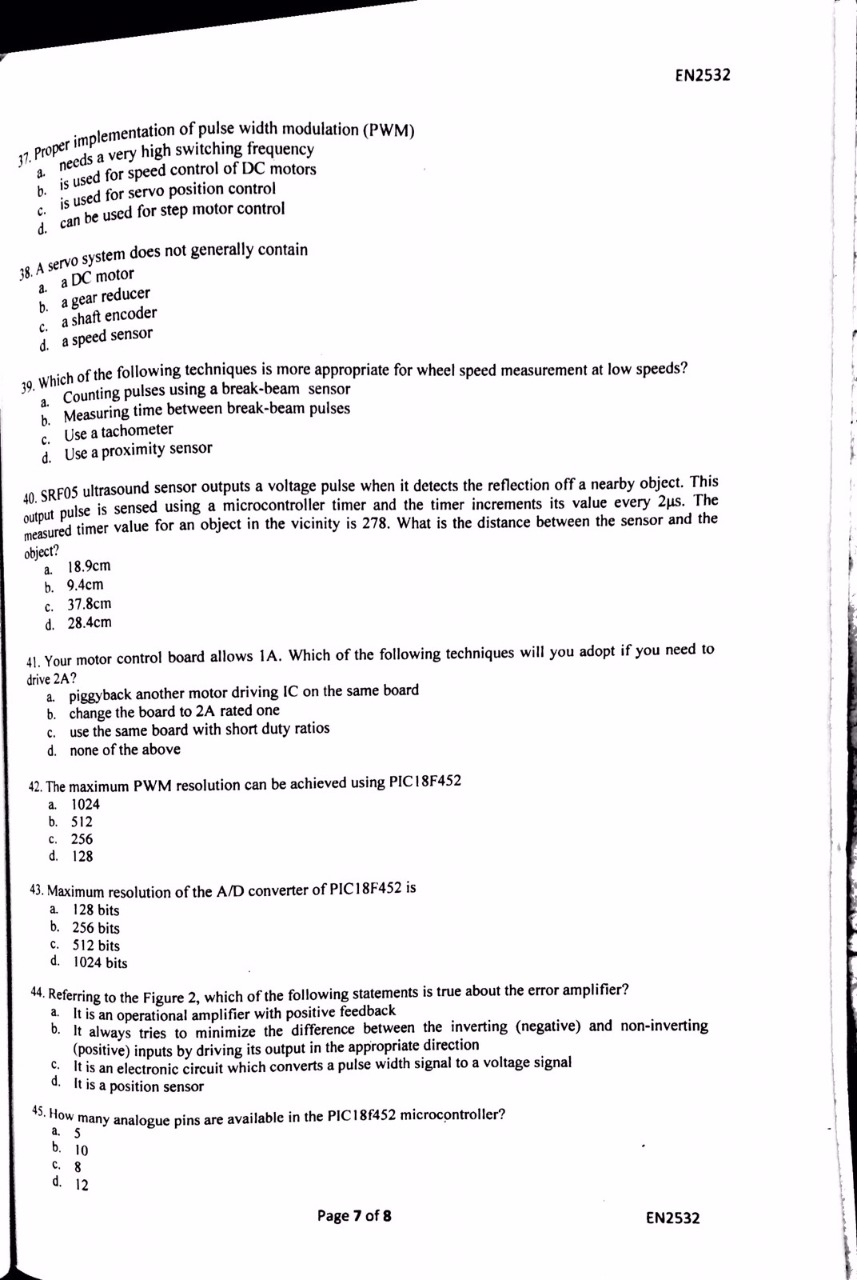 EN2532
37. Proper implementation of pulse width modulation (PWM)
a. needs a very high switching frequency
b. is used for speed control of DC motors
c. is used for servo position control
d. can be used for step motor control
38. A servo system does not generally contain
a. a DC motor
b. a gear reducer
c. a shaft encoder
d. a speed sensor
39. Which of the following techniques is more appropriate for wheel speed measurement at low speeds?
a. Counting pulses using a break-beam sensor
b. Measuring time between break-beam pulses
c. Use a tachometer
d. Use a proximity sensor
40. SRF05 ultrasound sensor outputs a voltage pulse when it detects the reflection off a nearby object. This
output pulse is sensed using a microcontroller timer and the timer increments its value every 2µs. The
measured timer value for an object in the vicinity is 278. What is the distance between the sensor and the
object?
a. 18.9cm
b. 9.4cm
c. 37.8cm
d. 28.4cm
41. Your motor control board allows 1A. Which of the following techniques will you adopt if you need to
drive 2A?
a. piggyback another motor driving IC on the same board
b. change the board to 2A rated one
c. use the same board with short duty ratios
d. none of the above
42. The maximum PWM resolution can be achieved using PIC18F452
a. 1024
b. 512
c. 256
d. 128
43. Maximum resolution of the A/D converter of PIC18F452 is
a. 128 bits
b. 256 bits
c. 512 bits
d. 1024 bits
44. Referring to the Figure 2, which of the following statements is true about the error amplifier?
a. It is an operational amplifier with positive feedback
b. It always tries to minimize the difference between the inverting (negative) and non-inverting
(positive) inputs by driving its output in the appropriate direction
c. It is an electronic circuit which converts a pulse width signal to a voltage signal
d. It is a position sensor
45. How many analogue pins are available in the PIC18f452 microcontroller?
a. 5
b. 10
c. 8
d. 12
Page 7 of 8
EN2532